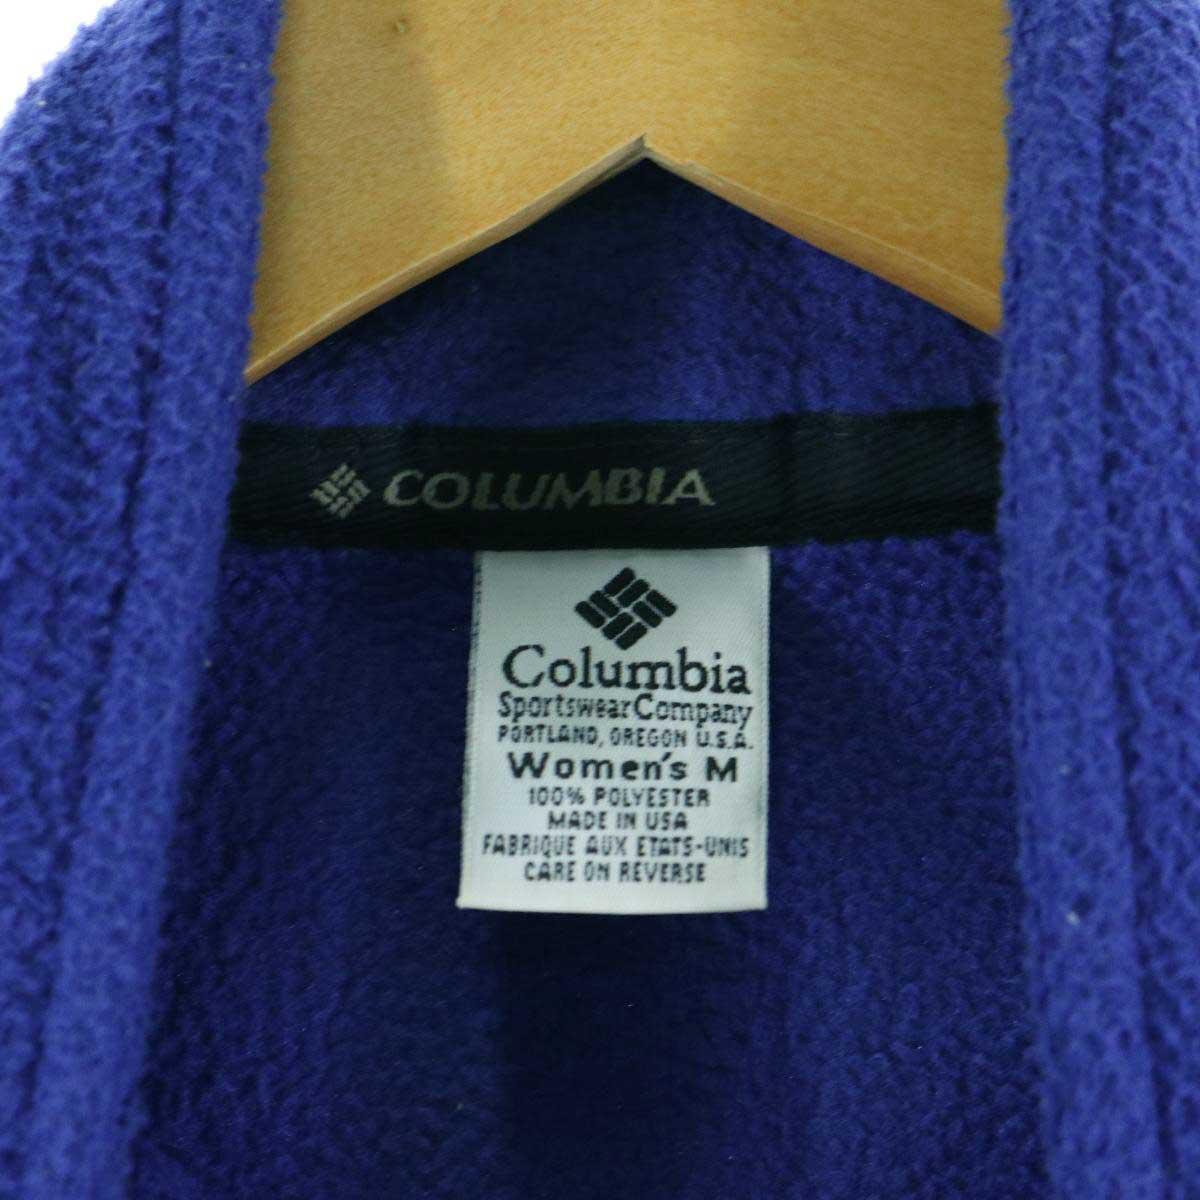 COLUMBIA
Columbia
Sportswear Company
PORTLAND, OREGON U.S.A.
Women's M
100% POLYESTER
MADE IN USA
FABRIQUE AUX ETATS-UNIS
CARE ON REVERSE